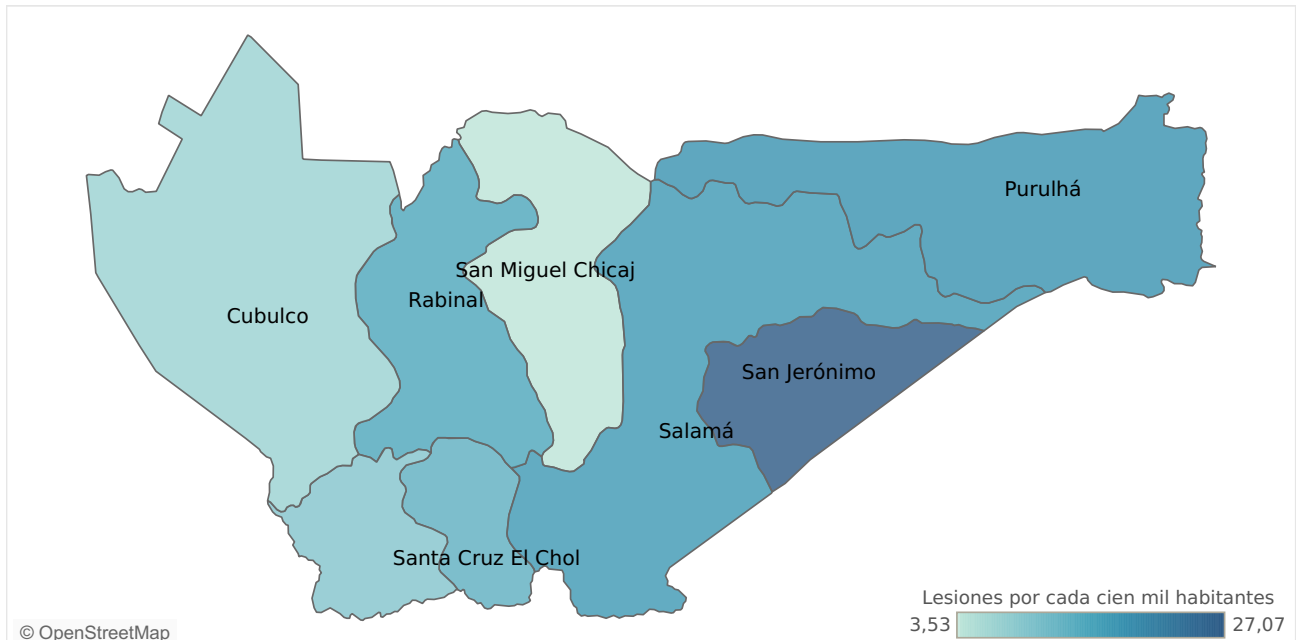 Purulhá
San Miguel Chicaj
Rabinal
Cubulco
San Jerónimo
Salamá
Santa Cruz El Chol
Lesiones por cada cien mil habitantes
3,53
27,07
© OpenStreetMap